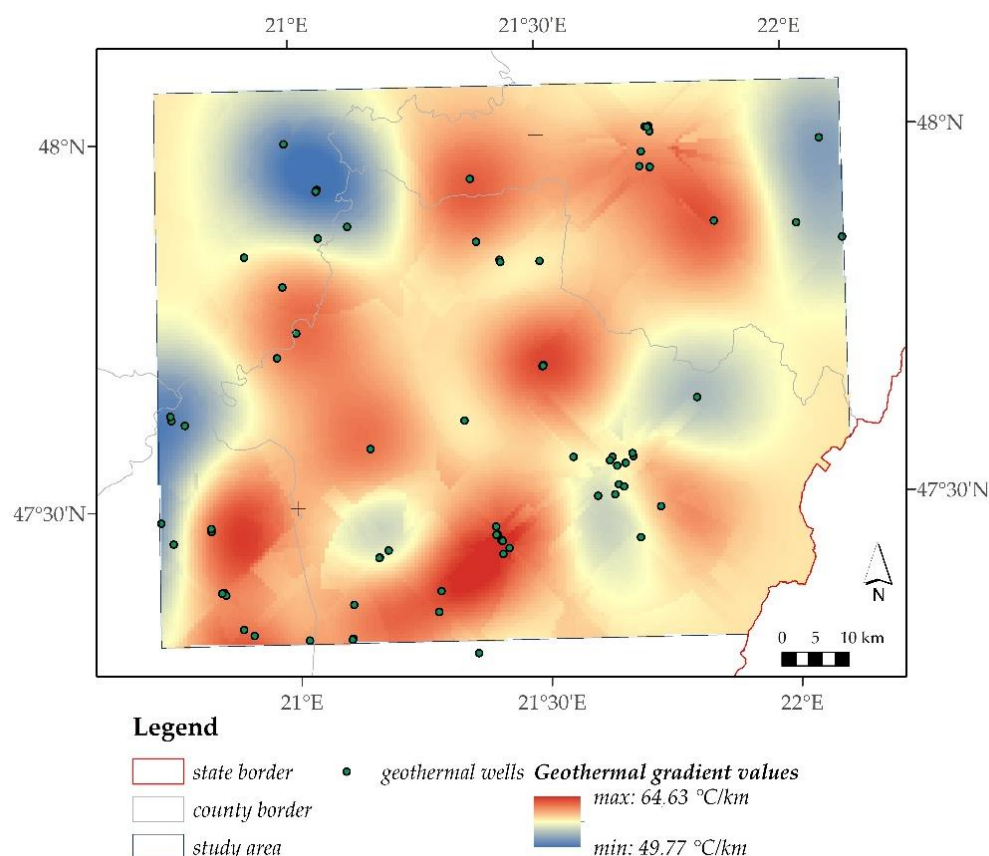 21°E 21°30'E 22°E
48°N 48°N
47°30'N 47°30'N
N
0 5 10 km
21°E 21°30'E 22°E
Legend
state border geothermal wells Geothermal gradient values
max: 64.63 °C/km
county border
study area min: 49.77 °C/km